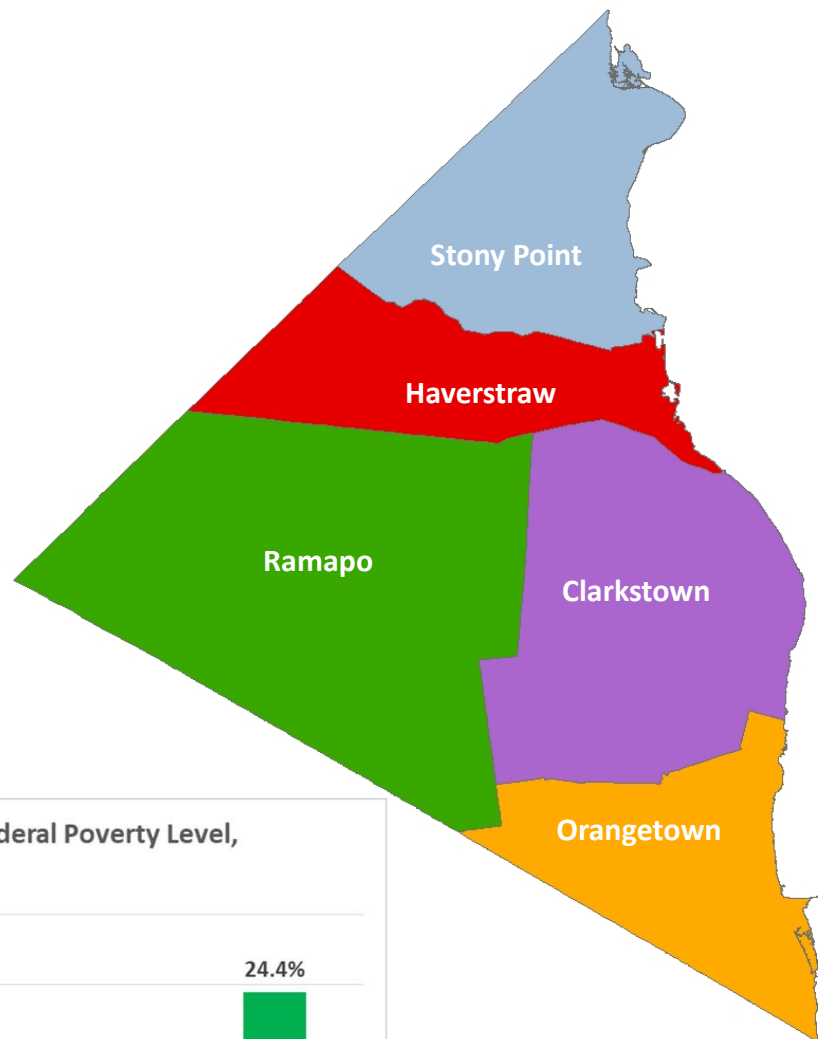 Stony Point
Haverstraw
Ramapo
Clarkstown
Orangetown
deral Poverty Level,
24.4%